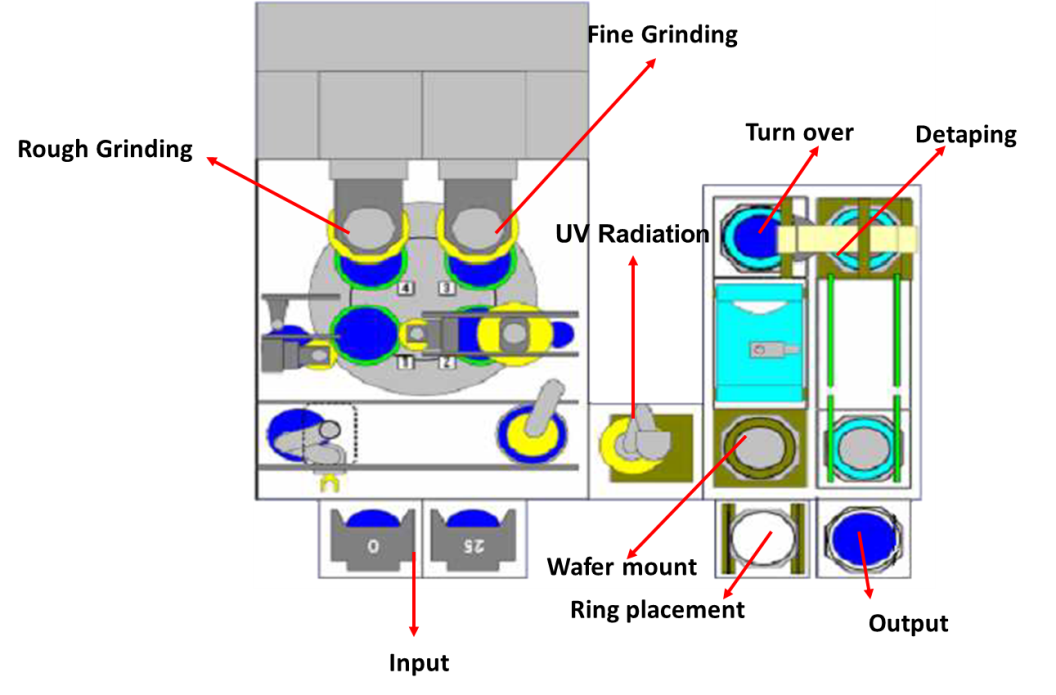 Fine Grinding
Turn over
Detaping
Rough Grinding
UV Radiation
4
3
1
2
0
25
Wafer mount
Ring placement
Output
Input